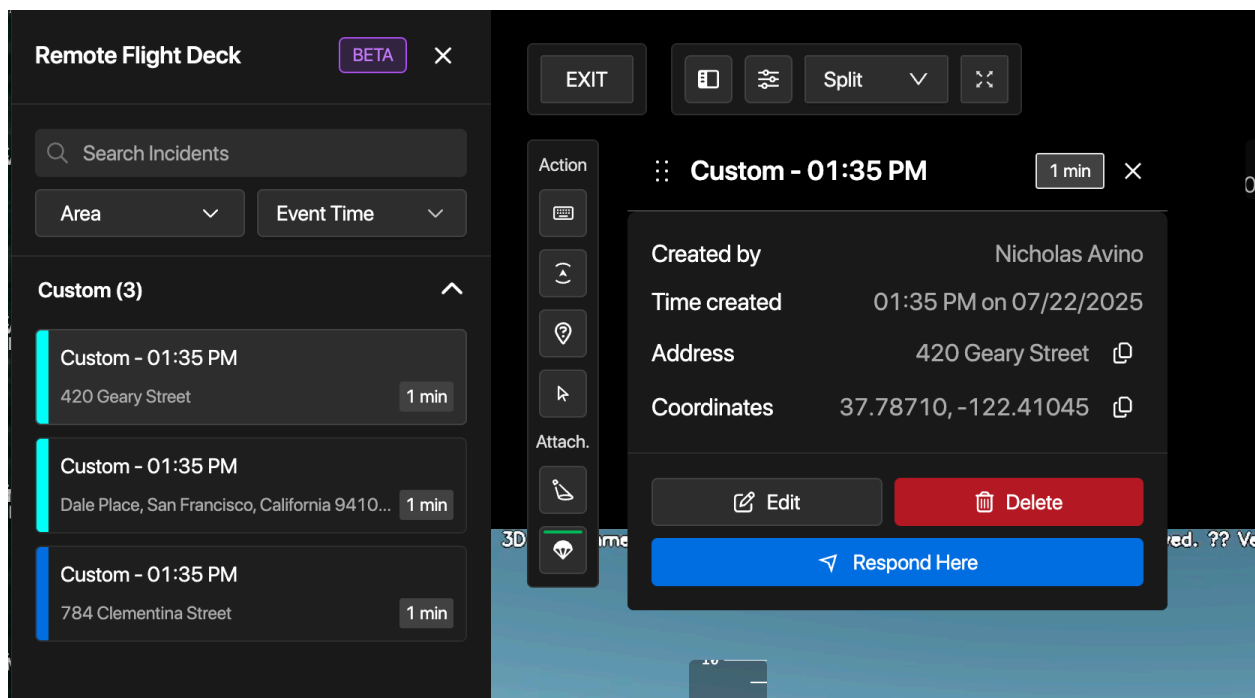 Remote Flight Deck
BETA
Search Incidents
Area
Event Time
Custom (3)
Custom - 01:35 PM
420 Geary Street
1 min
Custom - 01:35 PM
Dale Place, San Francisco, California 9410...
1 min
Custom - 01:35 PM
784 Clementina Street
1 min
EXIT
Split
Action
Attach.
Custom - 01:35 PM
1 min
Created by
Nicholas Avino
Time created
01:35 PM on 07/22/2025
Address
420 Geary Street
Coordinates
37.78710, -122.41045
Edit
Delete
Respond Here
3D
??